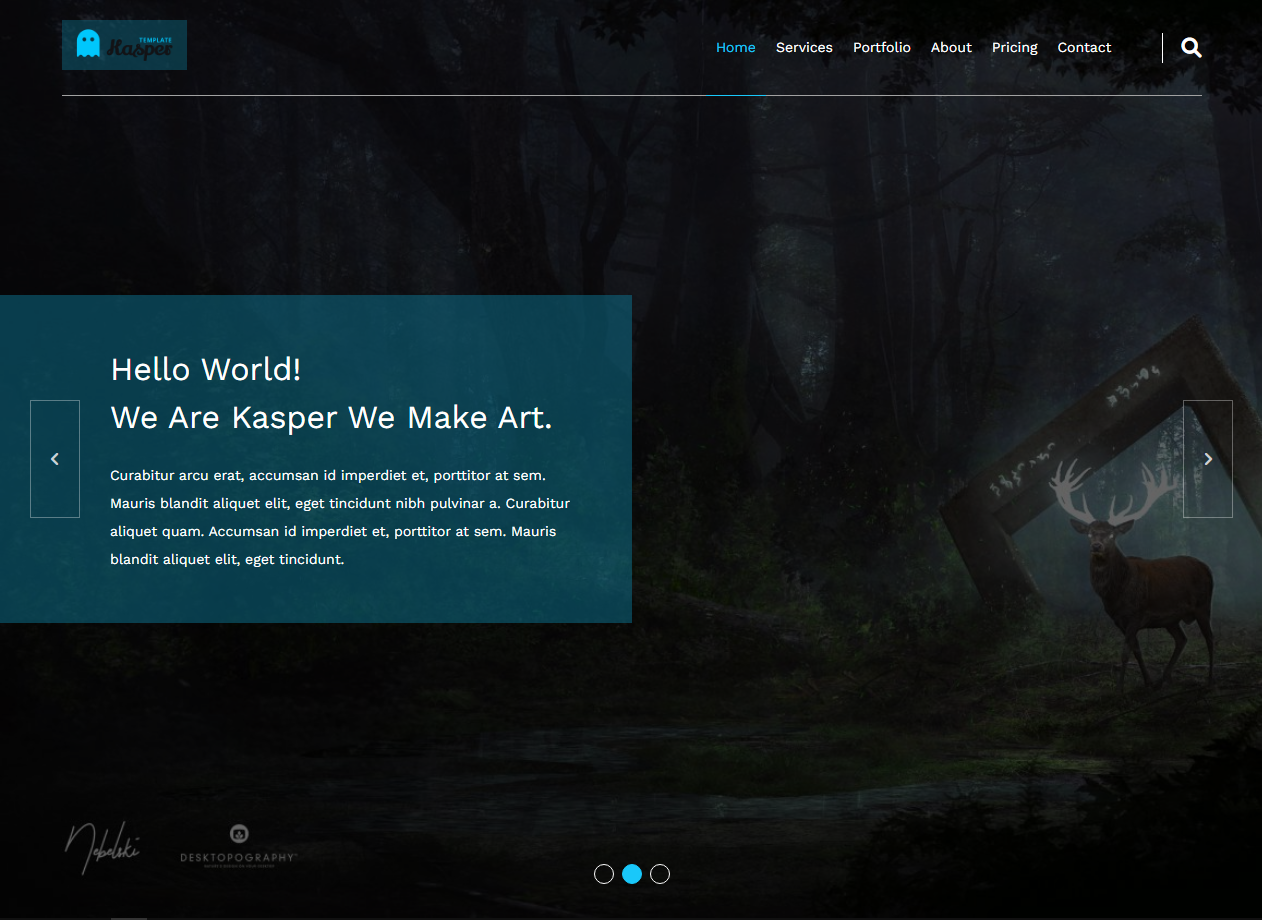 TEMPLATE
Kasper
Home Services Portfolio About Pricing Contact
Hello World!
We Are Kasper We Make Art.
Curabitur arcu erat, accumsan id imperdiet et, porttitor at sem.
Mauris blandit aliquet elit, eget tincidunt nibh pulvinar a. Curabitur
aliquet quam. Accumsan id imperdiet et, porttitor at sem. Mauris
blandit aliquet elit, eget tincidunt.
Nebelski
DESKTOPOGRAPHY